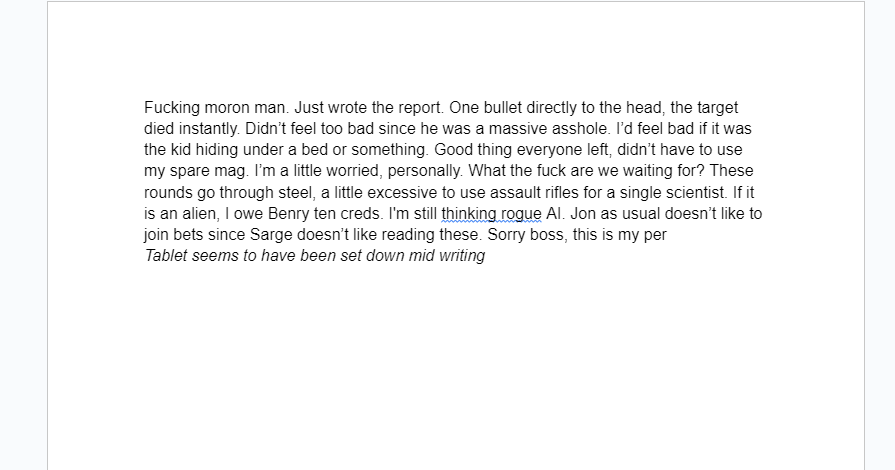 Fucking moron man. Just wrote the report. One bullet directly to the head, the target
died instantly. Didn’t feel too bad since he was a massive asshole. I’d feel bad if it was
the kid hiding under a bed or something. Good thing everyone left, didn’t have to use
my spare mag. I’m a little worried, personally. What the fuck are we waiting for? These
rounds go through steel, a little excessive to use assault rifles for a single scientist. If it
is an alien, I owe Benry ten creds. I'm still thinking rogue AI. Jon as usual doesn’t like to
join bets since Sarge doesn’t like reading these. Sorry boss, this is my per
Tablet seems to have been set down mid writing